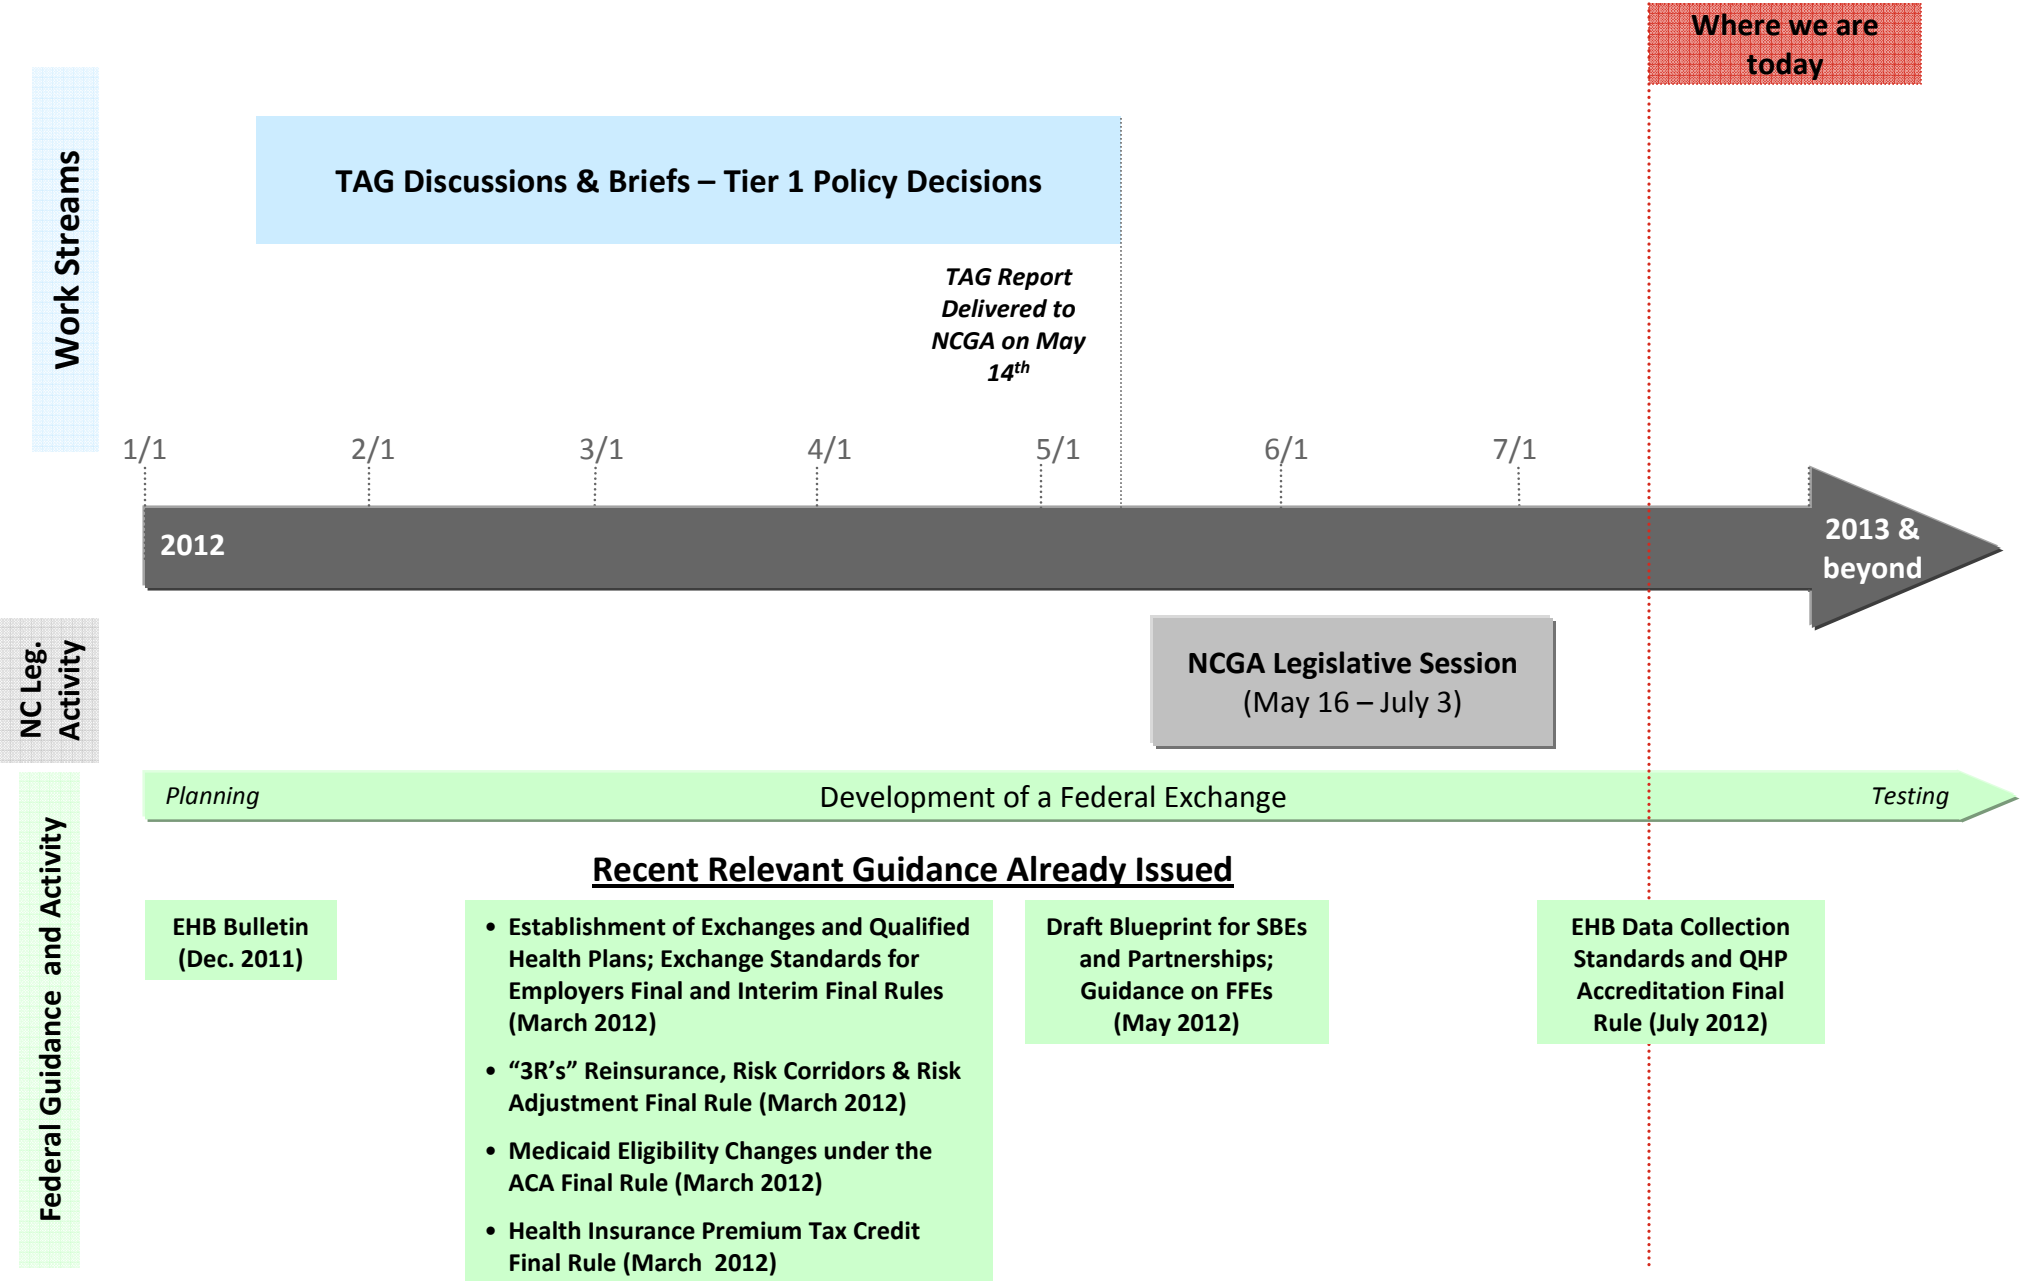 Where we are
today
Work Streams
TAG Discussions & Briefs – Tier 1 Policy Decisions
TAG Report
Delivered to
NCGA on May
14th
1/1
2/1
3/1
4/1
5/1
6/1
7/1
2012
2013 &
beyond
NC Leg.
Activity
NCGA Legislative Session
(May 16 – July 3)
Federal Guidance and Activity
Planning
Development of a Federal Exchange
Testing
Recent Relevant Guidance Already Issued
EHB Bulletin
(Dec. 2011)
• Establishment of Exchanges and Qualified
Health Plans; Exchange Standards for
Employers Final and Interim Final Rules
(March 2012)
• “3R’s” Reinsurance, Risk Corridors & Risk
Adjustment Final Rule (March 2012)
• Medicaid Eligibility Changes under the
ACA Final Rule (March 2012)
• Health Insurance Premium Tax Credit
Final Rule (March 2012)
Draft Blueprint for SBEs
and Partnerships;
Guidance on FFEs
(May 2012)
EHB Data Collection
Standards and QHP
Accreditation Final
Rule (July 2012)